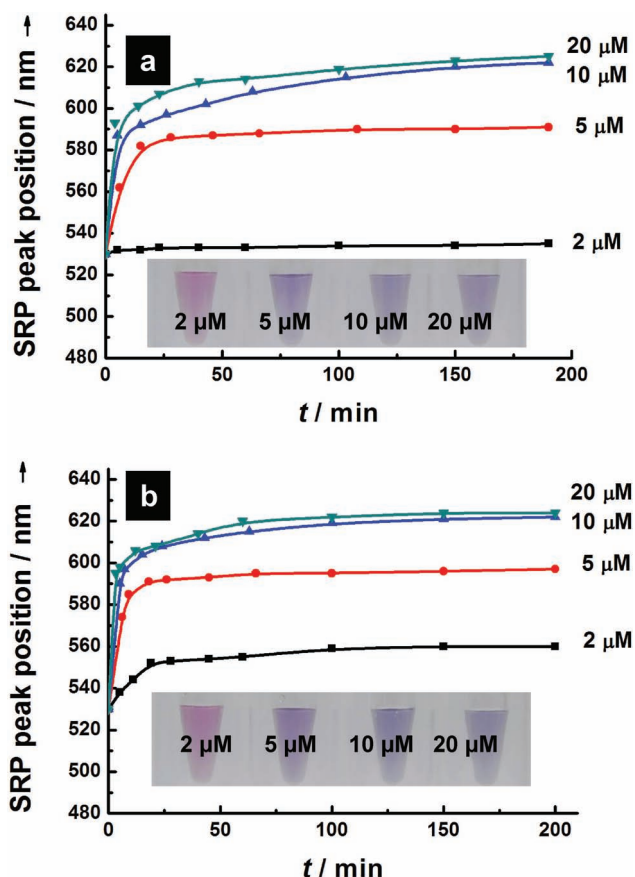 SRP peak position / nm →
640
620
600
580
560
540
520
500
480
a
20 µM
10 µM
5 µM
2 µM
2 µM 5 µM 10 µM 20 µM
0 50 100 150 200
t / min
SRP peak position / nm →
640
620
600
580
560
540
520
500
480
b
20 µM
10 µM
5 µM
2 µM
2 µM 5 µM 10 µM 20 µM
0 50 100 150 200
t / min